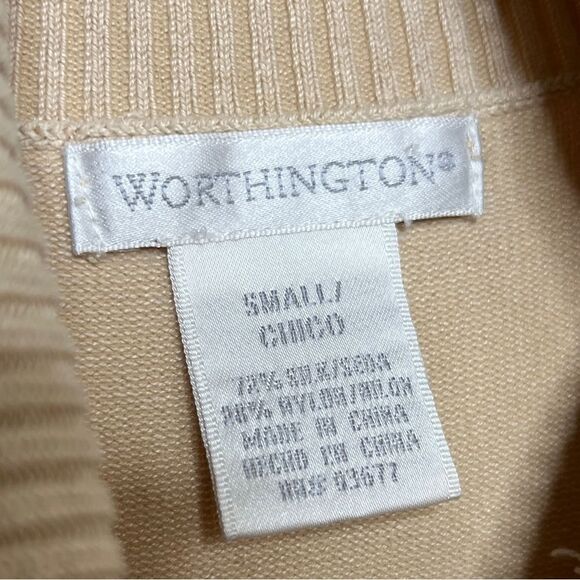 WORTHINGTON®
SMALL/
CHICO
72% SILK/SEDA
28% NYLON/NILON
MADE IN CHINA
HECHO EN CHINA
RN# 93677